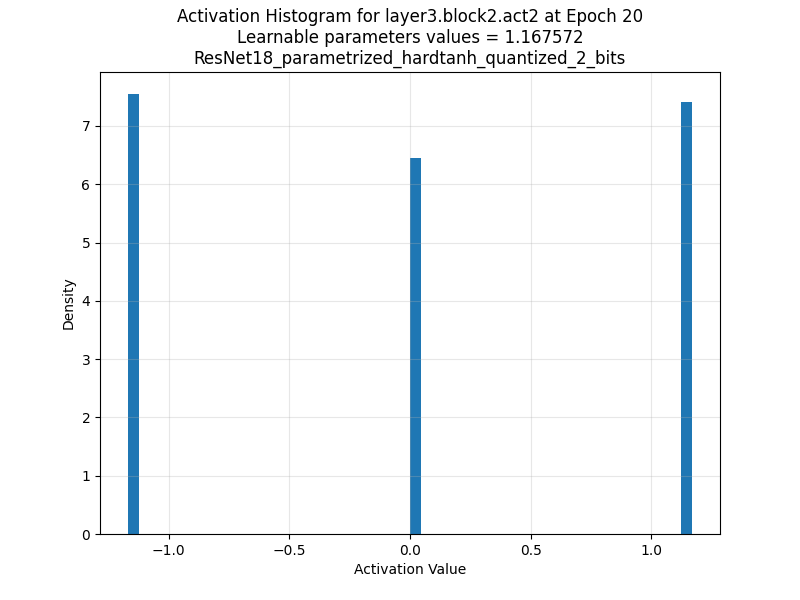 Activation Histogram for layer3.block2.act2 at Epoch 20
Learnable parameters values = 1.167572
ResNet18_parametrized_hardtanh_quantized_2_bits
Density
7
6
5
4
3
2
1
0
−1.0
−0.5
0.0
0.5
1.0
Activation Value